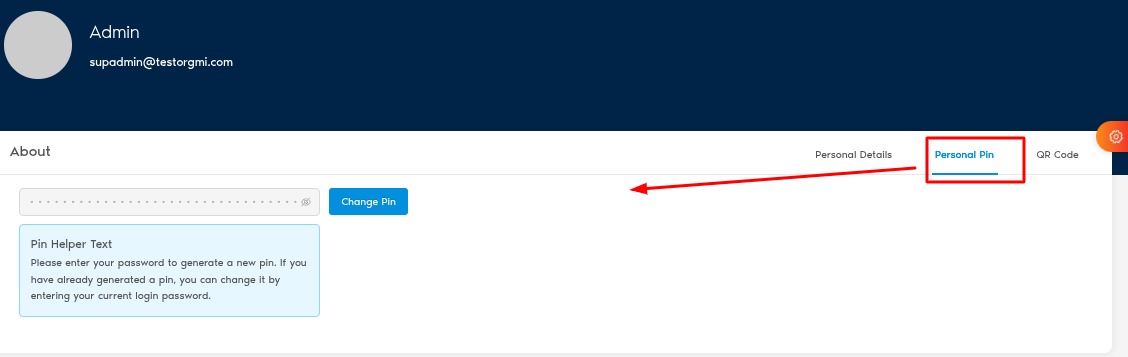 Admin
supadmin@testorgmi.com
About
Personal Details
Personal Pin
QR Code
Change Pin
Pin Helper Text
Please enter your password to generate a new pin. If you
have already generated a pin, you can change it by
entering your current login password.